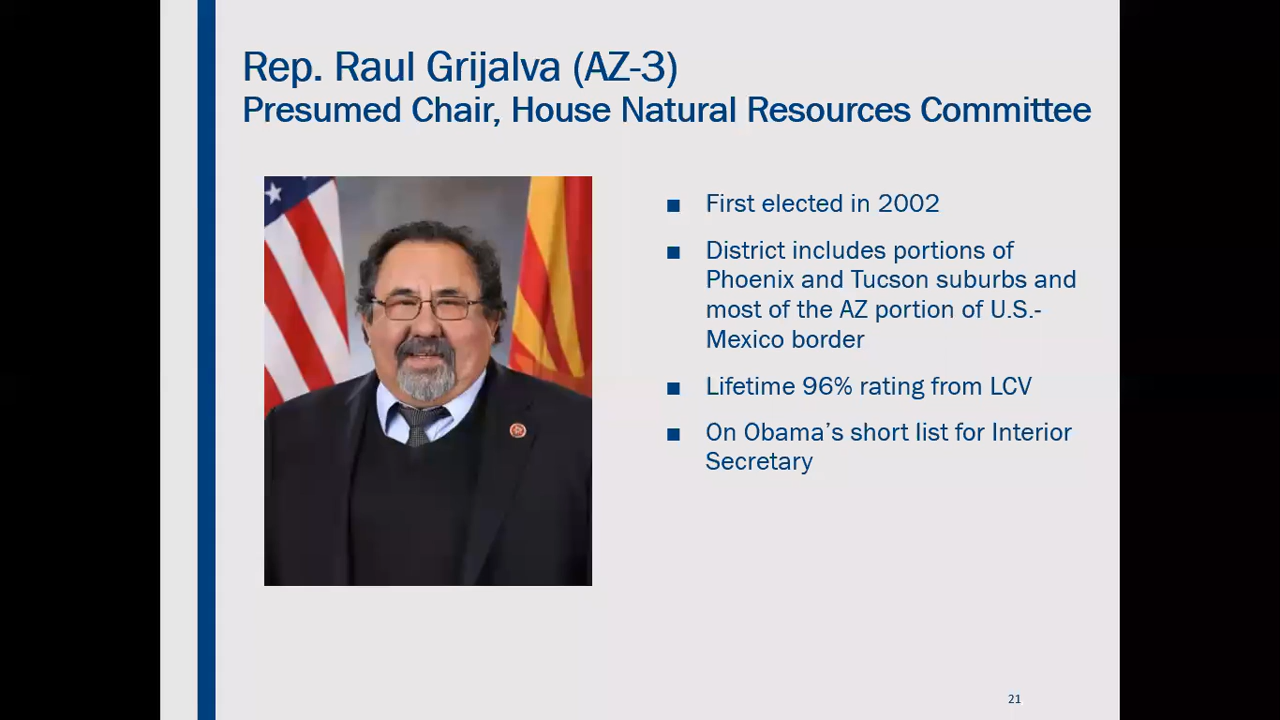 Rep. Raul Grijalva (AZ-3)
Presumed Chair, House Natural Resources Committee
■ First elected in 2002
■ District includes portions of
Phoenix and Tucson suburbs and
most of the AZ portion of U.S.-
Mexico border
■ Lifetime 96% rating from LCV
■ On Obama’s short list for Interior
Secretary
21